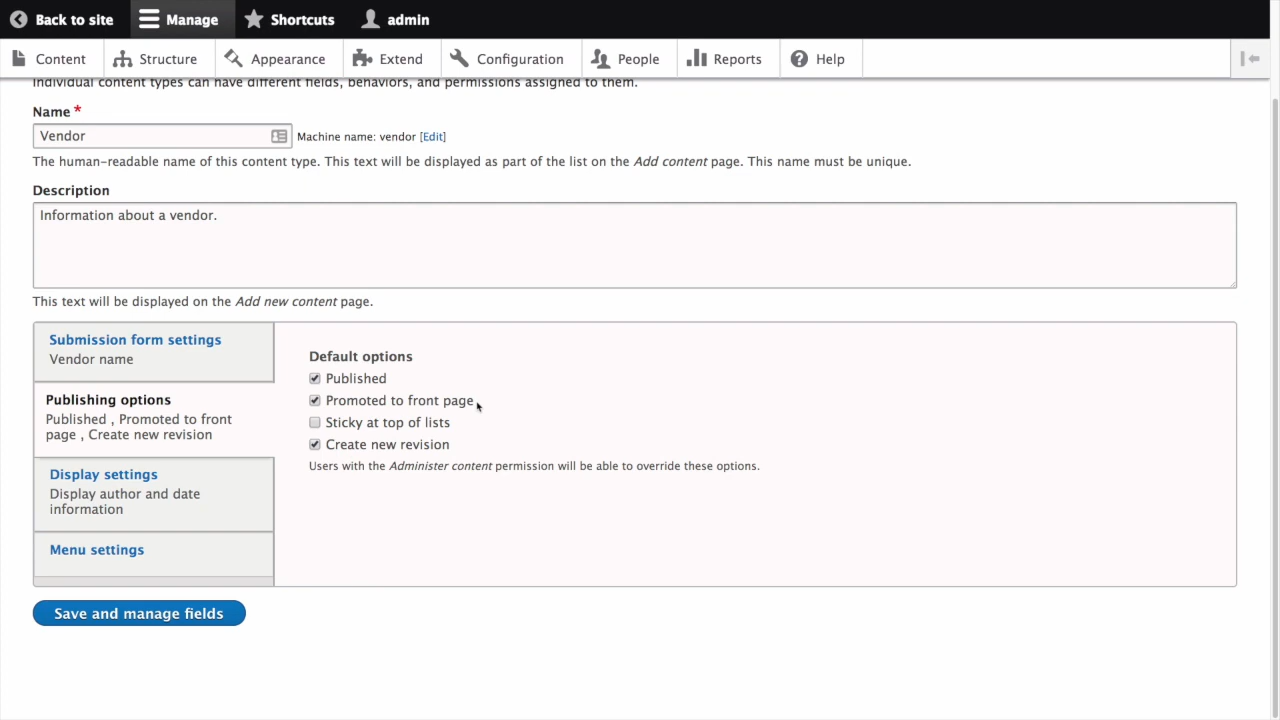 Back to site Manage Shortcuts admin
Content Structure Appearance Extend Configuration People Reports Help
Individual content types can have different fields, behaviors, and permissions assigned to them.
Name *
Vendor Machine name: vendor [Edit]
The human-readable name of this content type. This text will be displayed as part of the list on the Add content page. This name must be unique.
Description
Information about a vendor.
This text will be displayed on the Add new content page.
Submission form settings
Vendor name
Publishing options
Published , Promoted to front
page , Create new revision
Display settings
Display author and date
information
Menu settings
Default options
Published
Promoted to front page
Sticky at top of lists
Create new revision
Users with the Administer content permission will be able to override these options.
Save and manage fields